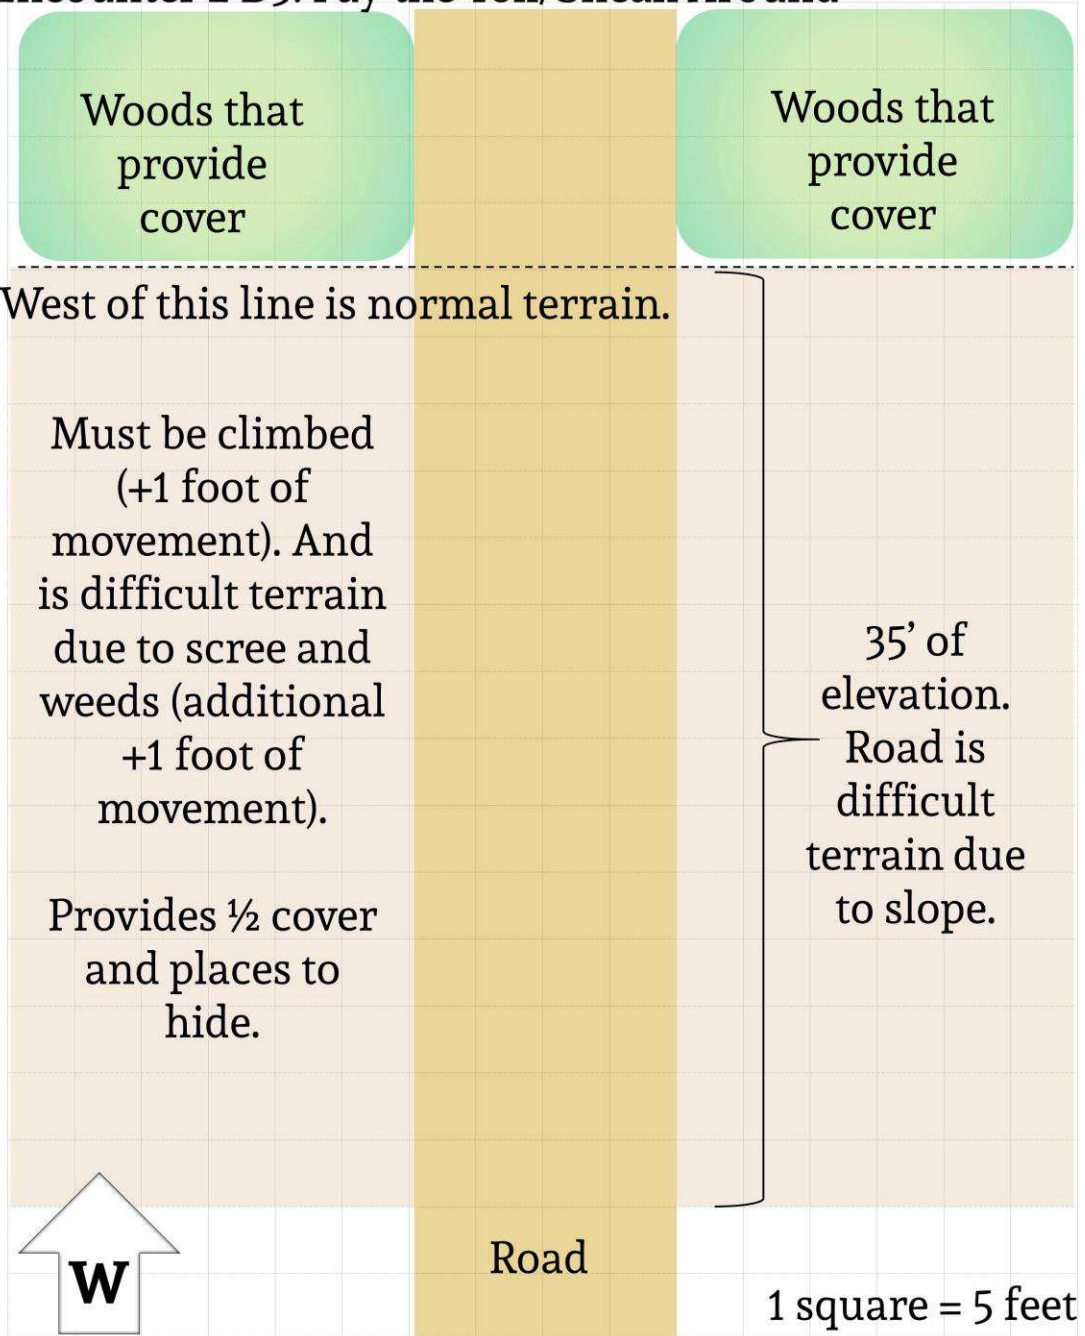 Woods that
provide
cover
Woods that
provide
cover
West of this line is normal terrain.
Must be climbed
(+1 foot of
movement). And
is difficult terrain
due to scree and
weeds (additional
+1 foot of
movement).
Provides ½ cover
and places to
hide.
35’ of
elevation.
Road is
difficult
terrain due
to slope.
W
Road
1 square = 5 feet